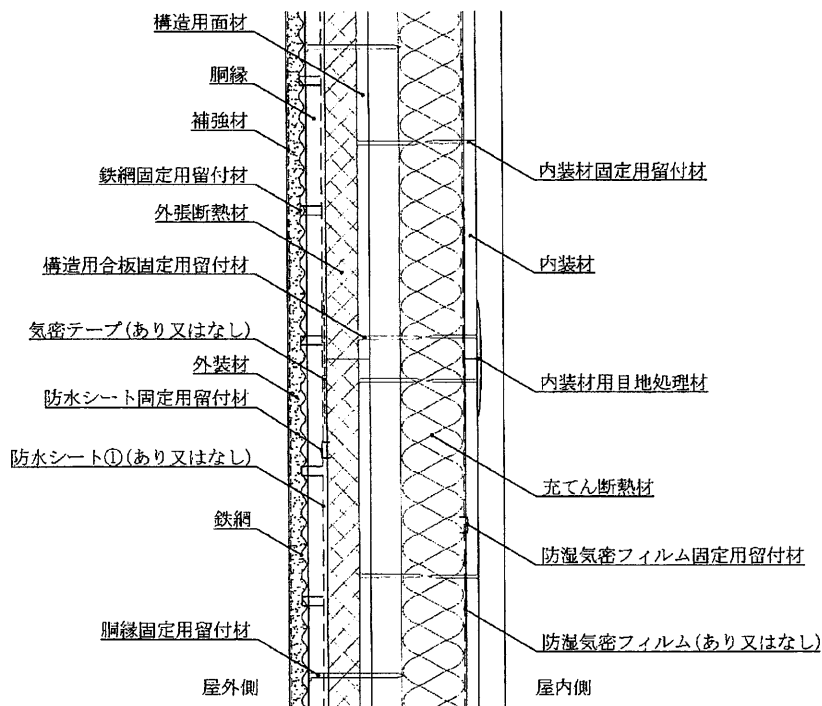 構造用面材
胴縁
補強材
鉄網固定用留付材
外張断熱材
構造用合板固定用留付材
気密テープ(あり又はなし)
外装材
防水シート固定用留付材
防水シート①(あり又はなし)
鉄網
胴縁固定用留付材
屋外側
内装材固定用留付材
内装材
内装材用目地処理材
充てん断熱材
防湿気密フィルム固定用留付材
防湿気密フィルム(あり又はなし)
屋内側